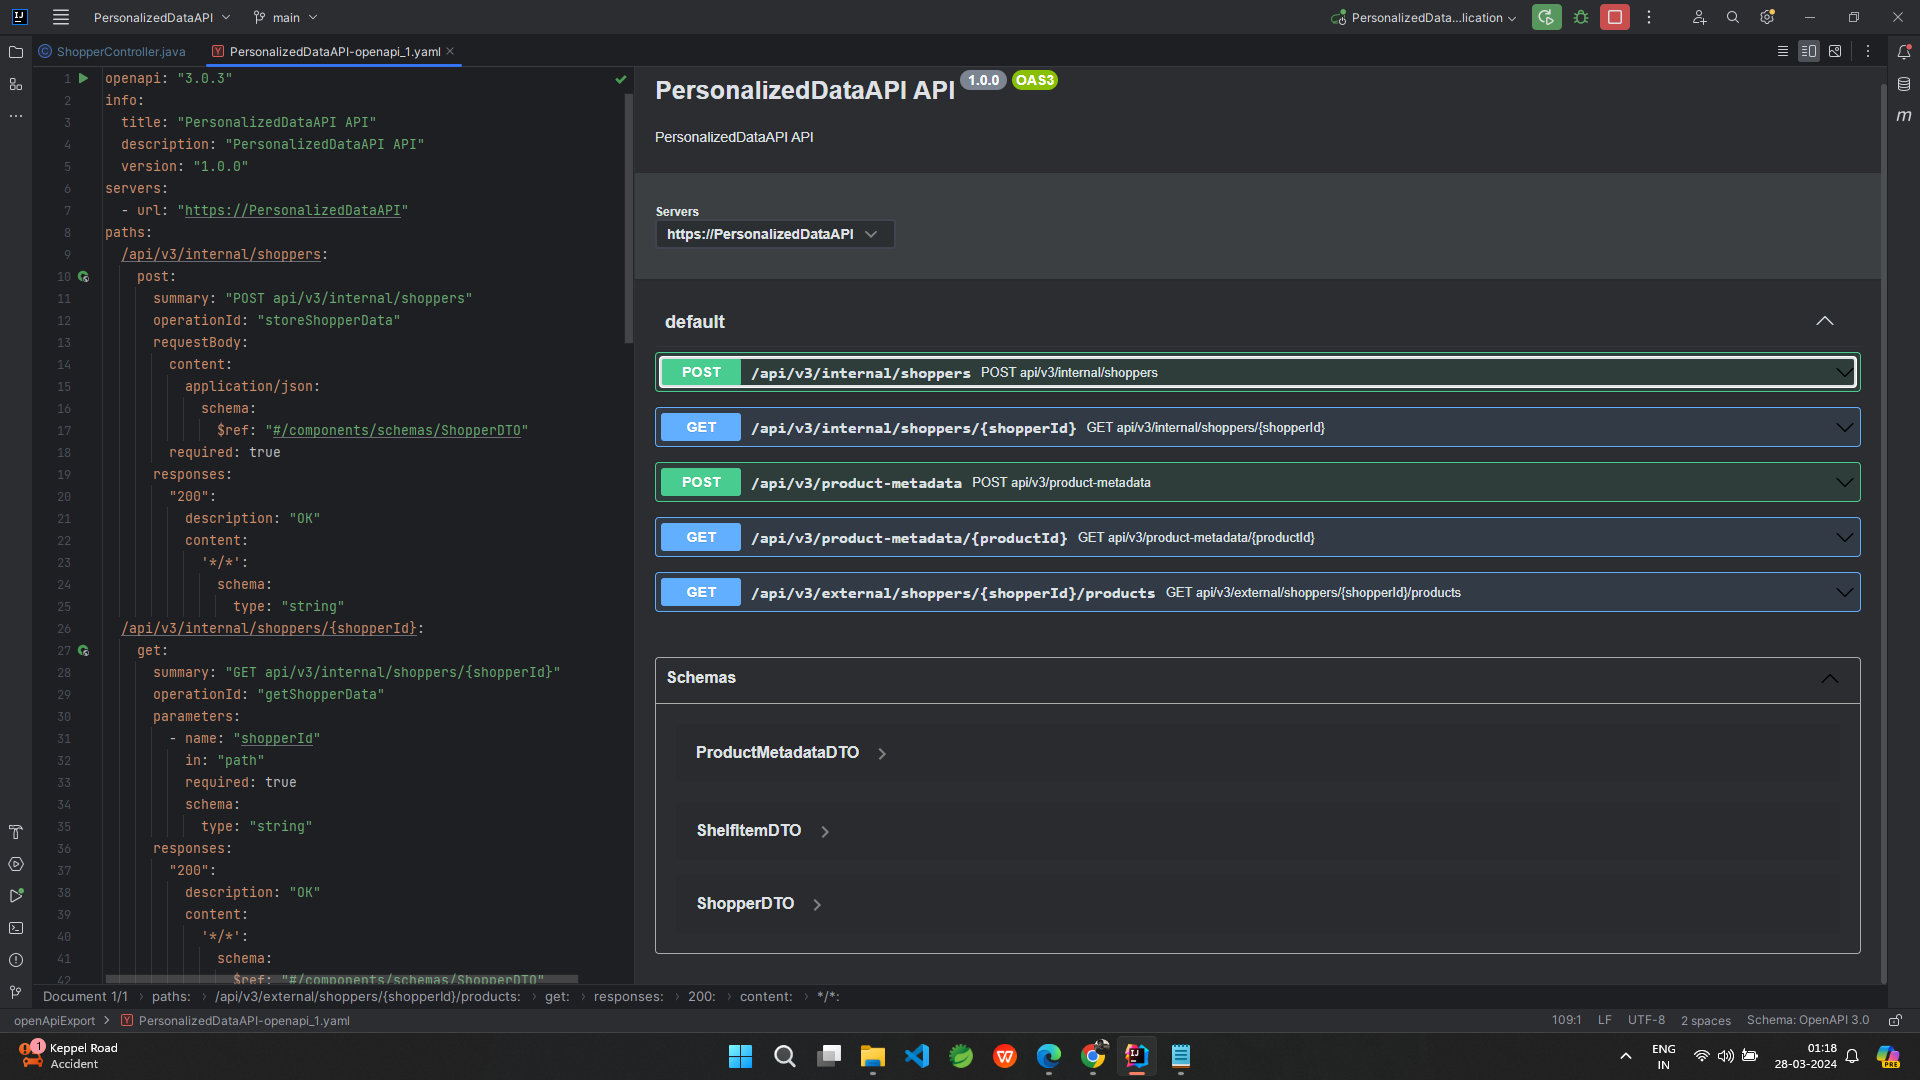 PersonalizedDataAPI
main
PersonalizedData...lication
ShopperController.java
PersonalizedDataAPI-openapi_1.yaml
1 openapi: "3.0.3"
2 info:
3 title: "PersonalizedDataAPI API"
4 description: "PersonalizedDataAPI API"
5 version: "1.0.0"
6 servers:
7 - url: "https://PersonalizedDataAPI"
8 paths:
9 /api/v3/internal/shoppers:
10 post:
11 summary: "POST api/v3/internal/shoppers"
12 operationId: "storeShopperData"
13 requestBody:
14 content:
15 application/json:
16 schema:
17 $ref: "#/components/schemas/ShopperDTO"
18 required: true
19 responses:
20 "200":
21 description: "OK"
22 content:
23 '*/*':
24 schema:
25 type: "string"
26 /api/v3/internal/shoppers/{shopperId}:
27 get:
28 summary: "GET api/v3/internal/shoppers/{shopperId}"
29 operationId: "getShopperData"
30 parameters:
31 - name: "shopperId"
32 in: "path"
33 required: true
34 schema:
35 type: "string"
36 responses:
37 "200":
38 description: "OK"
39 content:
40 '*/*':
41 schema:
42 $ref: "#/components/schemas/ShopperDTO"
PersonalizedDataAPI API 1.0.0 OAS3
PersonalizedDataAPI API
Servers
https://PersonalizedDataAPI
default
POST /api/v3/internal/shoppers POST api/v3/internal/shoppers
GET /api/v3/internal/shoppers/{shopperId} GET api/v3/internal/shoppers/{shopperId}
POST /api/v3/product-metadata POST api/v3/product-metadata
GET /api/v3/product-metadata/{productId} GET api/v3/product-metadata/{productId}
GET /api/v3/external/shoppers/{shopperId}/products GET api/v3/external/shoppers/{shopperId}/products
Schemas
ProductMetadataDTO
ShelfItemDTO
ShopperDTO
m
Document 1/1 › paths: › /api/v3/external/shoppers/{shopperId}/products: › get: › responses: › 200: › content: › */*:
openApiExport › PersonalizedDataAPI-openapi_1.yaml
109:1 LF UTF-8 2 spaces Schema: OpenAPI 3.0
1 Keppel Road
Accident
ENG
IN
01:18
28-03-2024
PRE